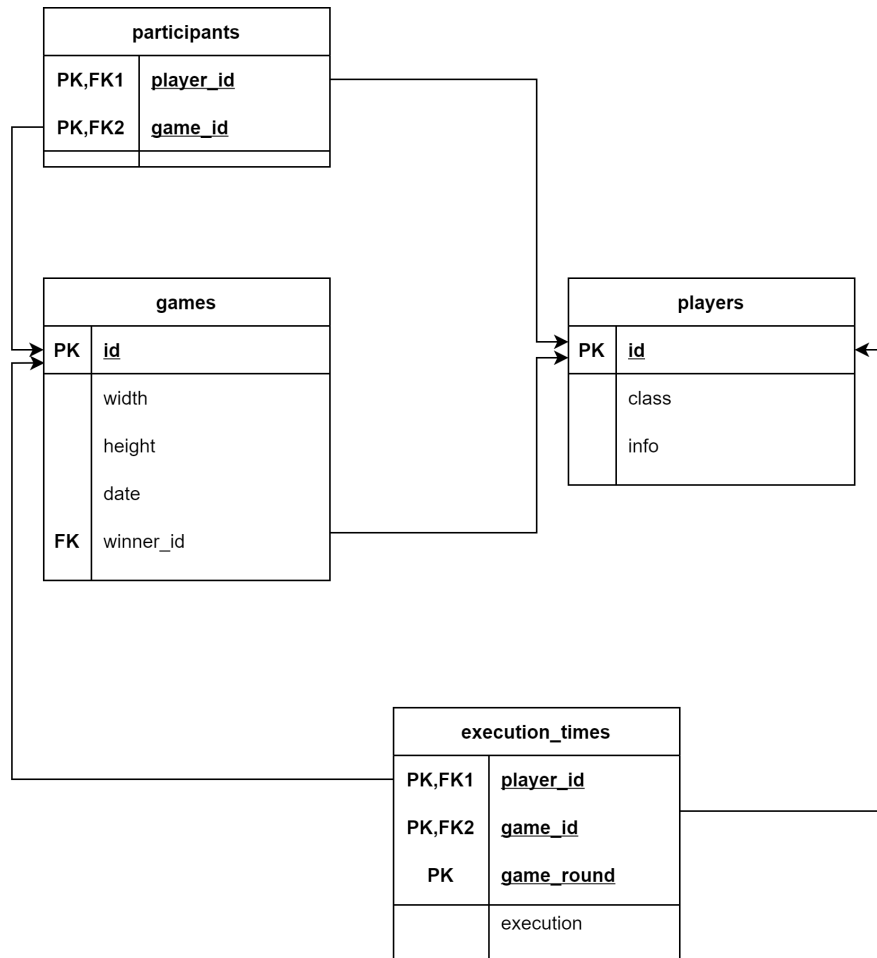 participants
PK,FK1 player_id
PK,FK2 game_id
games
PK id
width
height
date
FK winner_id
players
PK id
class
info
execution_times
PK,FK1 player_id
PK,FK2 game_id
PK game_round
execution